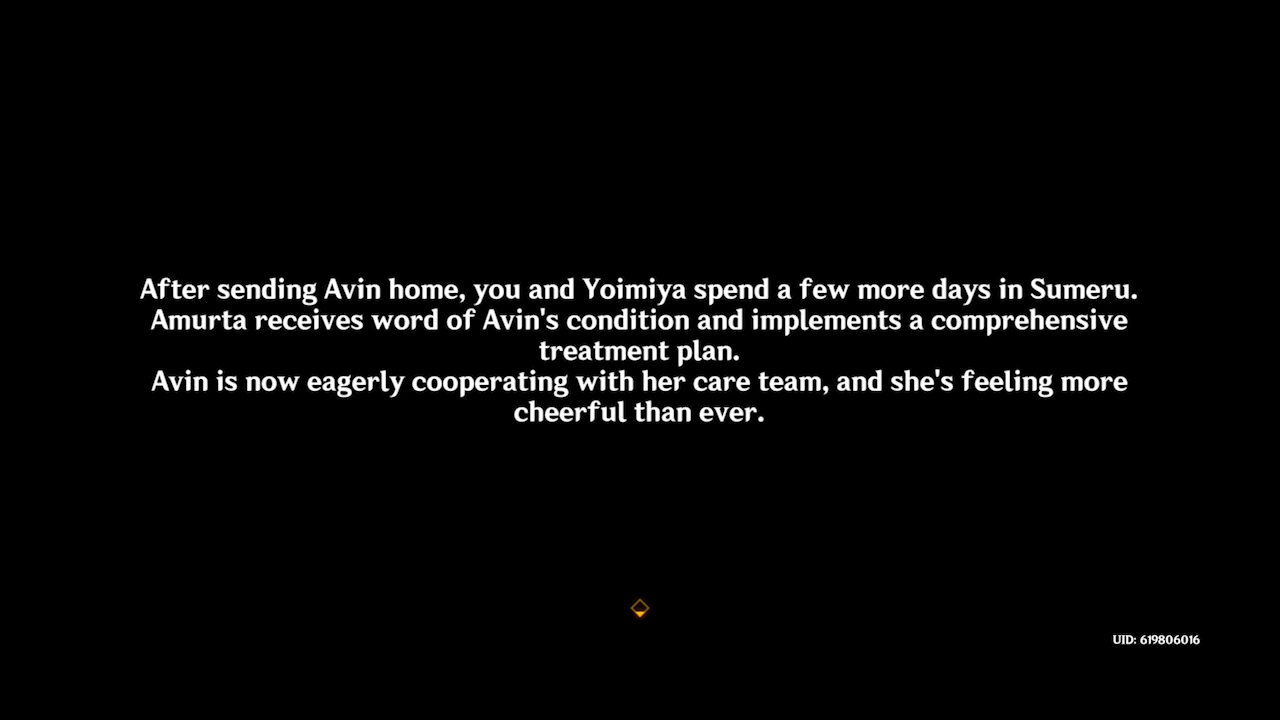 After sending Avin home, you and Yoimiya spend a few more days in Sumeru.
Amurta receives word of Avin's condition and implements a comprehensive
treatment plan.
Avin is now eagerly cooperating with her care team, and she's feeling more
cheerful than ever.
UID: 619806016